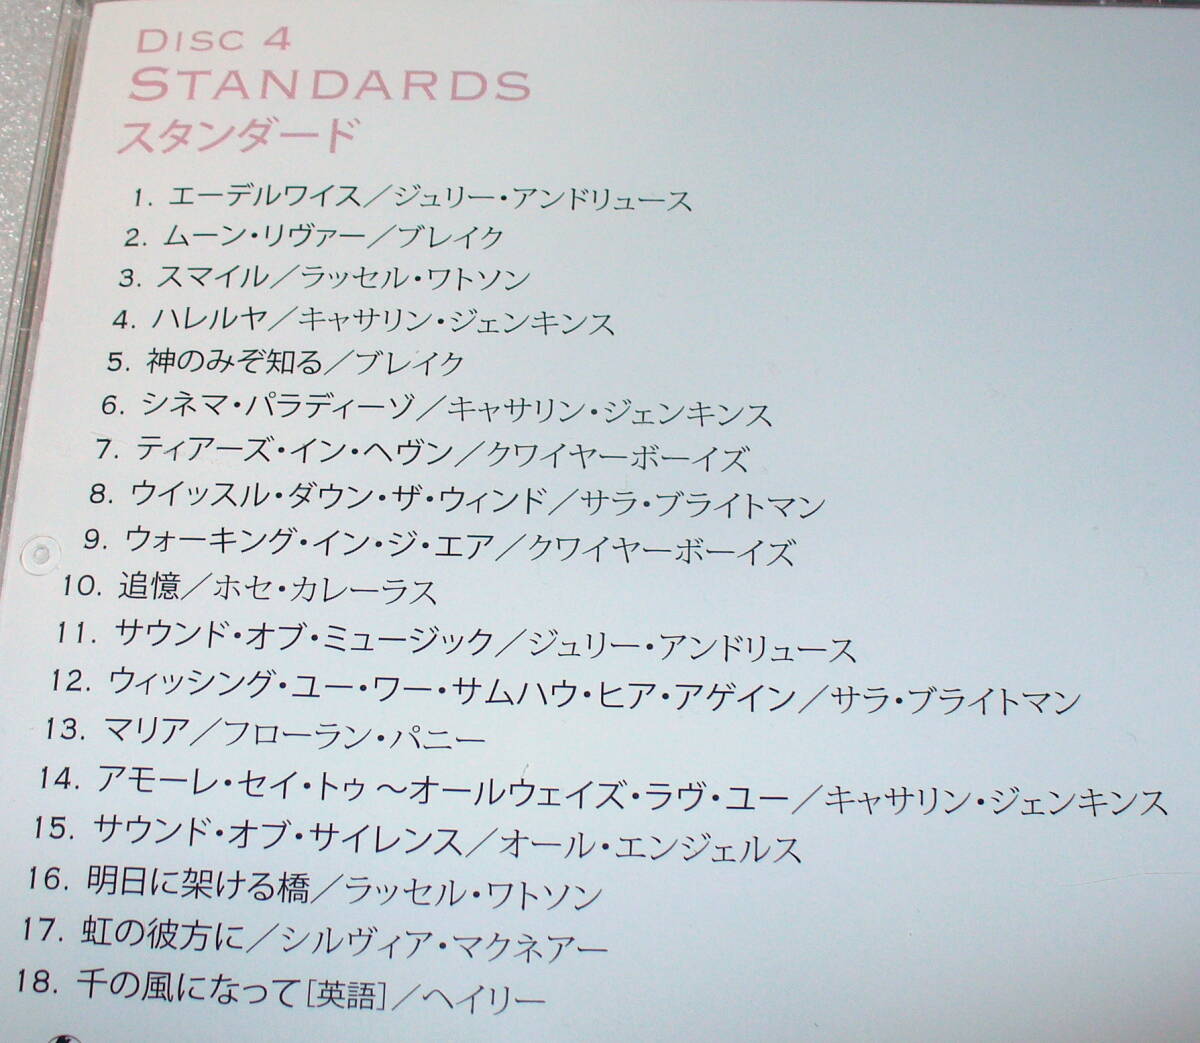 DISC 4
STANDARDS
スタンダード
1. エーデルワイス／ジュリー・アンドリュース
2. ムーン・リヴァー／ブレイク
3. スマイル／ラッセル・ワトソン
4. ハレルヤ／キャサリン・ジェンキンス
5. 神のみぞ知る／ブレイク
6. シネマ・パラディーゾ／キャサリン・ジェンキンス
7. ティアーズ・イン・ヘヴン／クワイヤーボーイズ
8. ウイッスル・ダウン・ザ・ウィンド／サラ・ブライトマン
9. ウォーキング・イン・ジ・エア／クワイヤーボーイズ
10. 追憶／ホセ・カレーラス
11. サウンド・オブ・ミュージック／ジュリー・アンドリュース
12. ウィッシング・ユー・ワー・サムハウ・ヒア・アゲイン／サラ・ブライトマン
13. マリア／フローラン・パニー
14. アモーレ・セイ・トゥ～オールウェイズ・ラヴ・ユー／キャサリン・ジェンキンス
15. サウンド・オブ・サイレンス／オール・エンジェルス
16. 明日に架ける橋／ラッセル・ワトソン
17. 虹の彼方に／シルヴィア・マクネアー
18. 千の風になって[英語]／ヘイリー